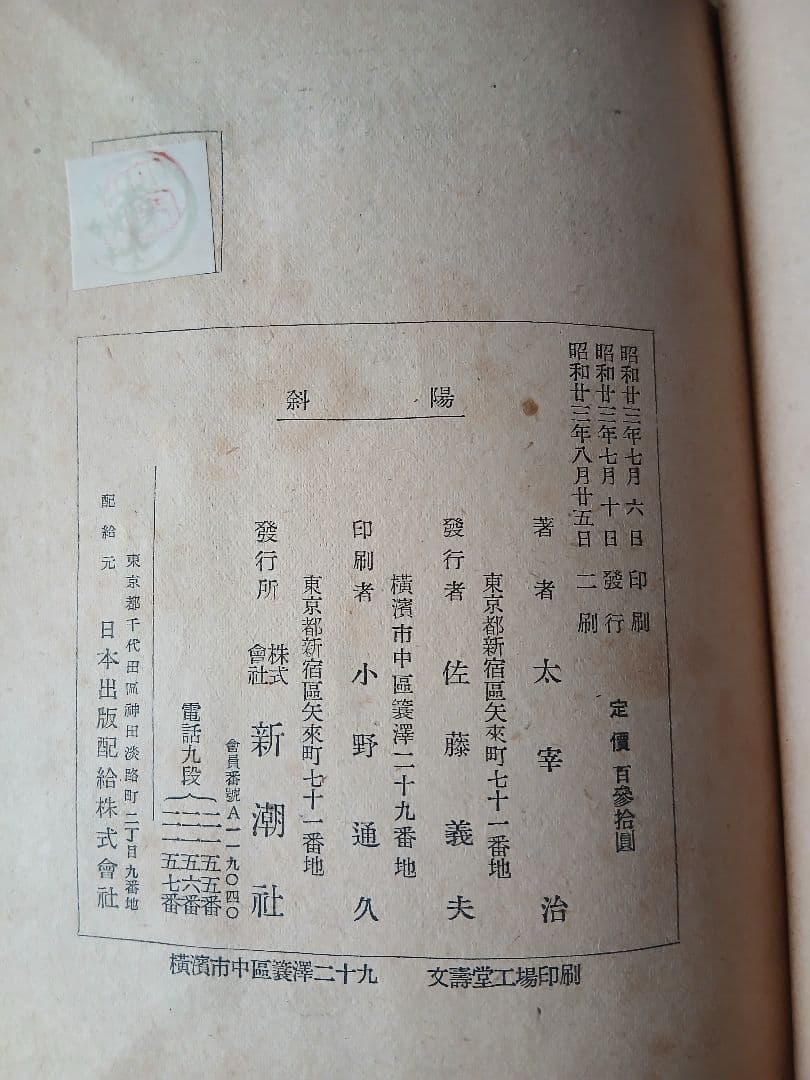 斜陽
昭和廿三年七月六日印刷
昭和廿三年七月十日發行
昭和廿三年八月廿五日二刷
定價百參拾圓
著者太宰治
東京都新宿區矢來町七十一番地
發行者佐藤義夫
橫濱市中區簑澤二十九番地
印刷者小野通久
東京都新宿區矢來町七十一番地
發行所株式會社新潮社
會員番號A一一九〇四〇
電話九段
二一五五番
二一五六番
二一五七番
東京都千代田區神田淡路町二丁目九番地
配給元日本出版配給株式會社
橫濱市中區簑澤二十九 文壽堂工場印刷